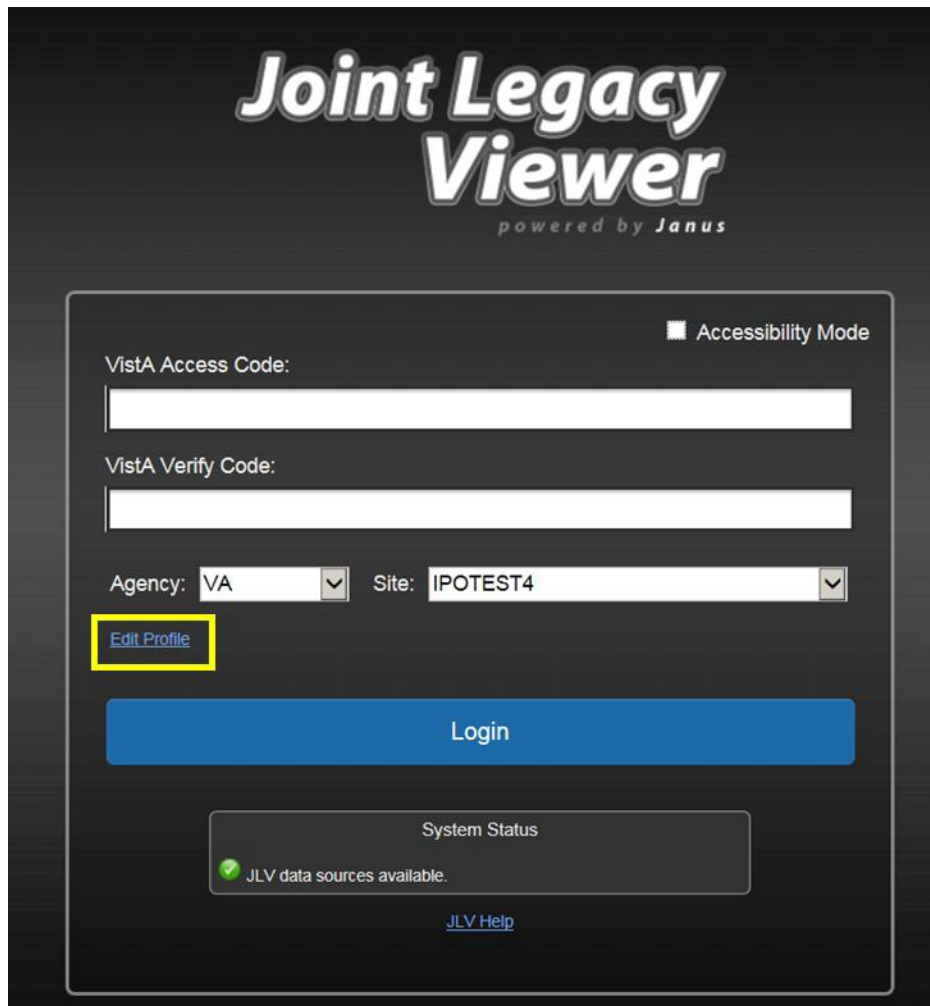 Joint Legacy
Viewer
powered by Janus
Accessibility Mode
VistA Access Code:
VistA Verify Code:
Agency: VA Site: IPOTEST4
Edit Profile
Login
System Status
JLV data sources available.
JLV Help